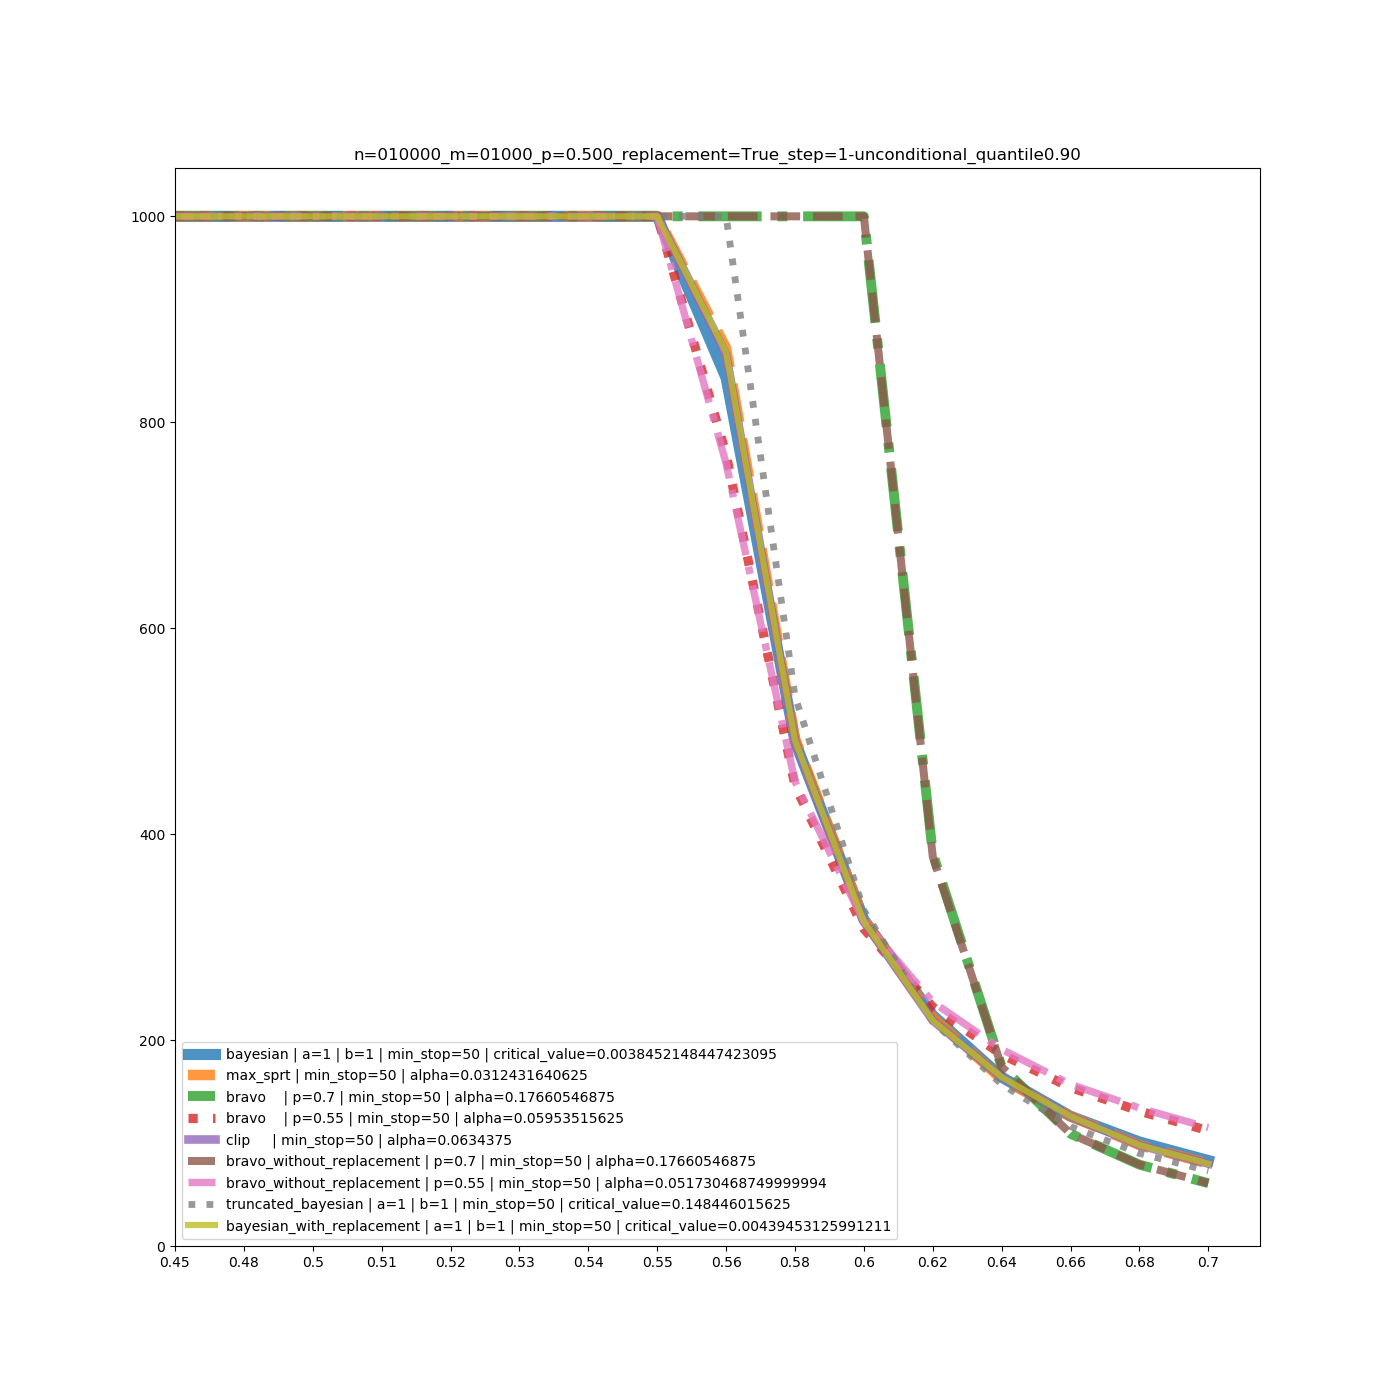 n=010000_m=01000_p=0.500_replacement=True_step=1-unconditional_quantile0.90
1000
800
600
400
200
0
bayesian | a=1 | b=1 | min_stop=50 | critical_value=0.0038452148447423095
max_sprt | min_stop=50 | alpha=0.0312431640625
bravo    | p=0.7 | min_stop=50 | alpha=0.17660546875
bravo    | p=0.55 | min_stop=50 | alpha=0.05953515625
clip     | min_stop=50 | alpha=0.0634375
bravo_without_replacement | p=0.7 | min_stop=50 | alpha=0.17660546875
bravo_without_replacement | p=0.55 | min_stop=50 | alpha=0.051730468749999994
truncated_bayesian | a=1 | b=1 | min_stop=50 | critical_value=0.148446015625
bayesian_with_replacement | a=1 | b=1 | min_stop=50 | critical_value=0.00439453125991211
0.45 0.48 0.5 0.51 0.52 0.53 0.54 0.55 0.56 0.58 0.6 0.62 0.64 0.66 0.68 0.7